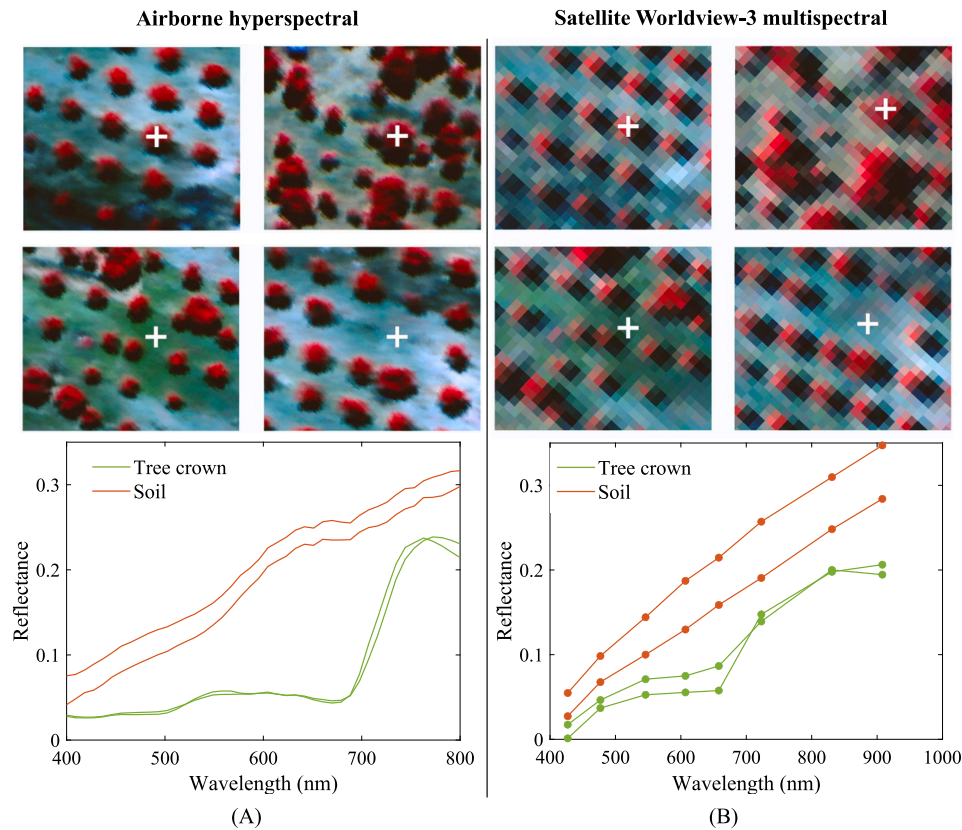 Airborne hyperspectral
Satellite Worldview-3 multispectral
Tree crown
Soil
0.3
0.2
0.1
0
Reflectance
400
500
600
700
800
Wavelength (nm)
(A)
Tree crown
Soil
0.3
0.2
0.1
0
Reflectance
400
500
600
700
800
900
1000
Wavelength (nm)
(B)